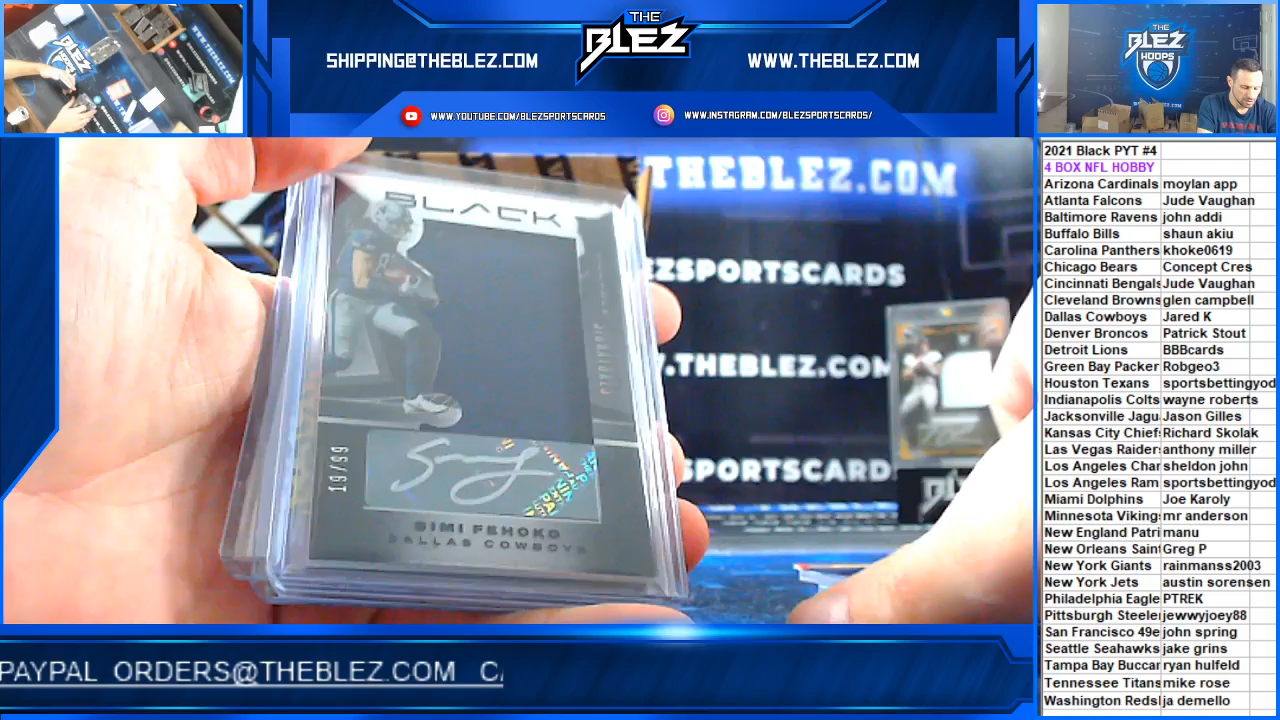 THE
BLEZ
SHIPPING@THEBLEZ.COM
WWW.THEBLEZ.COM
WWW.YOUTUBE.COM/BLEZSPORTSCARDS
WWW.INSTAGRAM.COM/BLEZSPORTSCARDS/
THE
BLEZ
HOOPS
THEBLEZ.COM
EZSPORTSCARDS
.THEBLEZ.COM
SPORTSCARD
BLACK
19/99
SIMI FEHOKO
DALLAS COWBOYS
2021 Black PYT #4
4 BOX NFL HOBBY
Arizona Cardinals moylan app
Atlanta Falcons Jude Vaughan
Baltimore Ravens john addi
Buffalo Bills shaun akiu
Carolina Panthers khoke0619
Chicago Bears Concept Cres
Cincinnati Bengals Jude Vaughan
Cleveland Browns glen campbell
Dallas Cowboys Jared K
Denver Broncos Patrick Stout
Detroit Lions BBBcards
Green Bay Packer Robgeo3
Houston Texans sportsbettingyod
Indianapolis Colts wayne roberts
Jacksonville Jagu Jason Gilles
Kansas City Chiefs Richard Skolak
Las Vegas Raiders anthony miller
Los Angeles Char sheldon john
Los Angeles Ram sportsbettingyod
Miami Dolphins Joe Karoly
Minnesota Viking mr anderson
New England Patri manu
New Orleans Saint Greg P
New York Giants rainmanss2003
New York Jets austin sorensen
Philadelphia Eagle PTREK
Pittsburgh Steeler jewwyjoey88
San Francisco 49e john spring
Seattle Seahawks jake grins
Tampa Bay Buccan ryan hulfeld
Tennessee Titans mike rose
Washington Redsl ja demello
PAYPAL ORDERS@THEBLEZ.COM CA